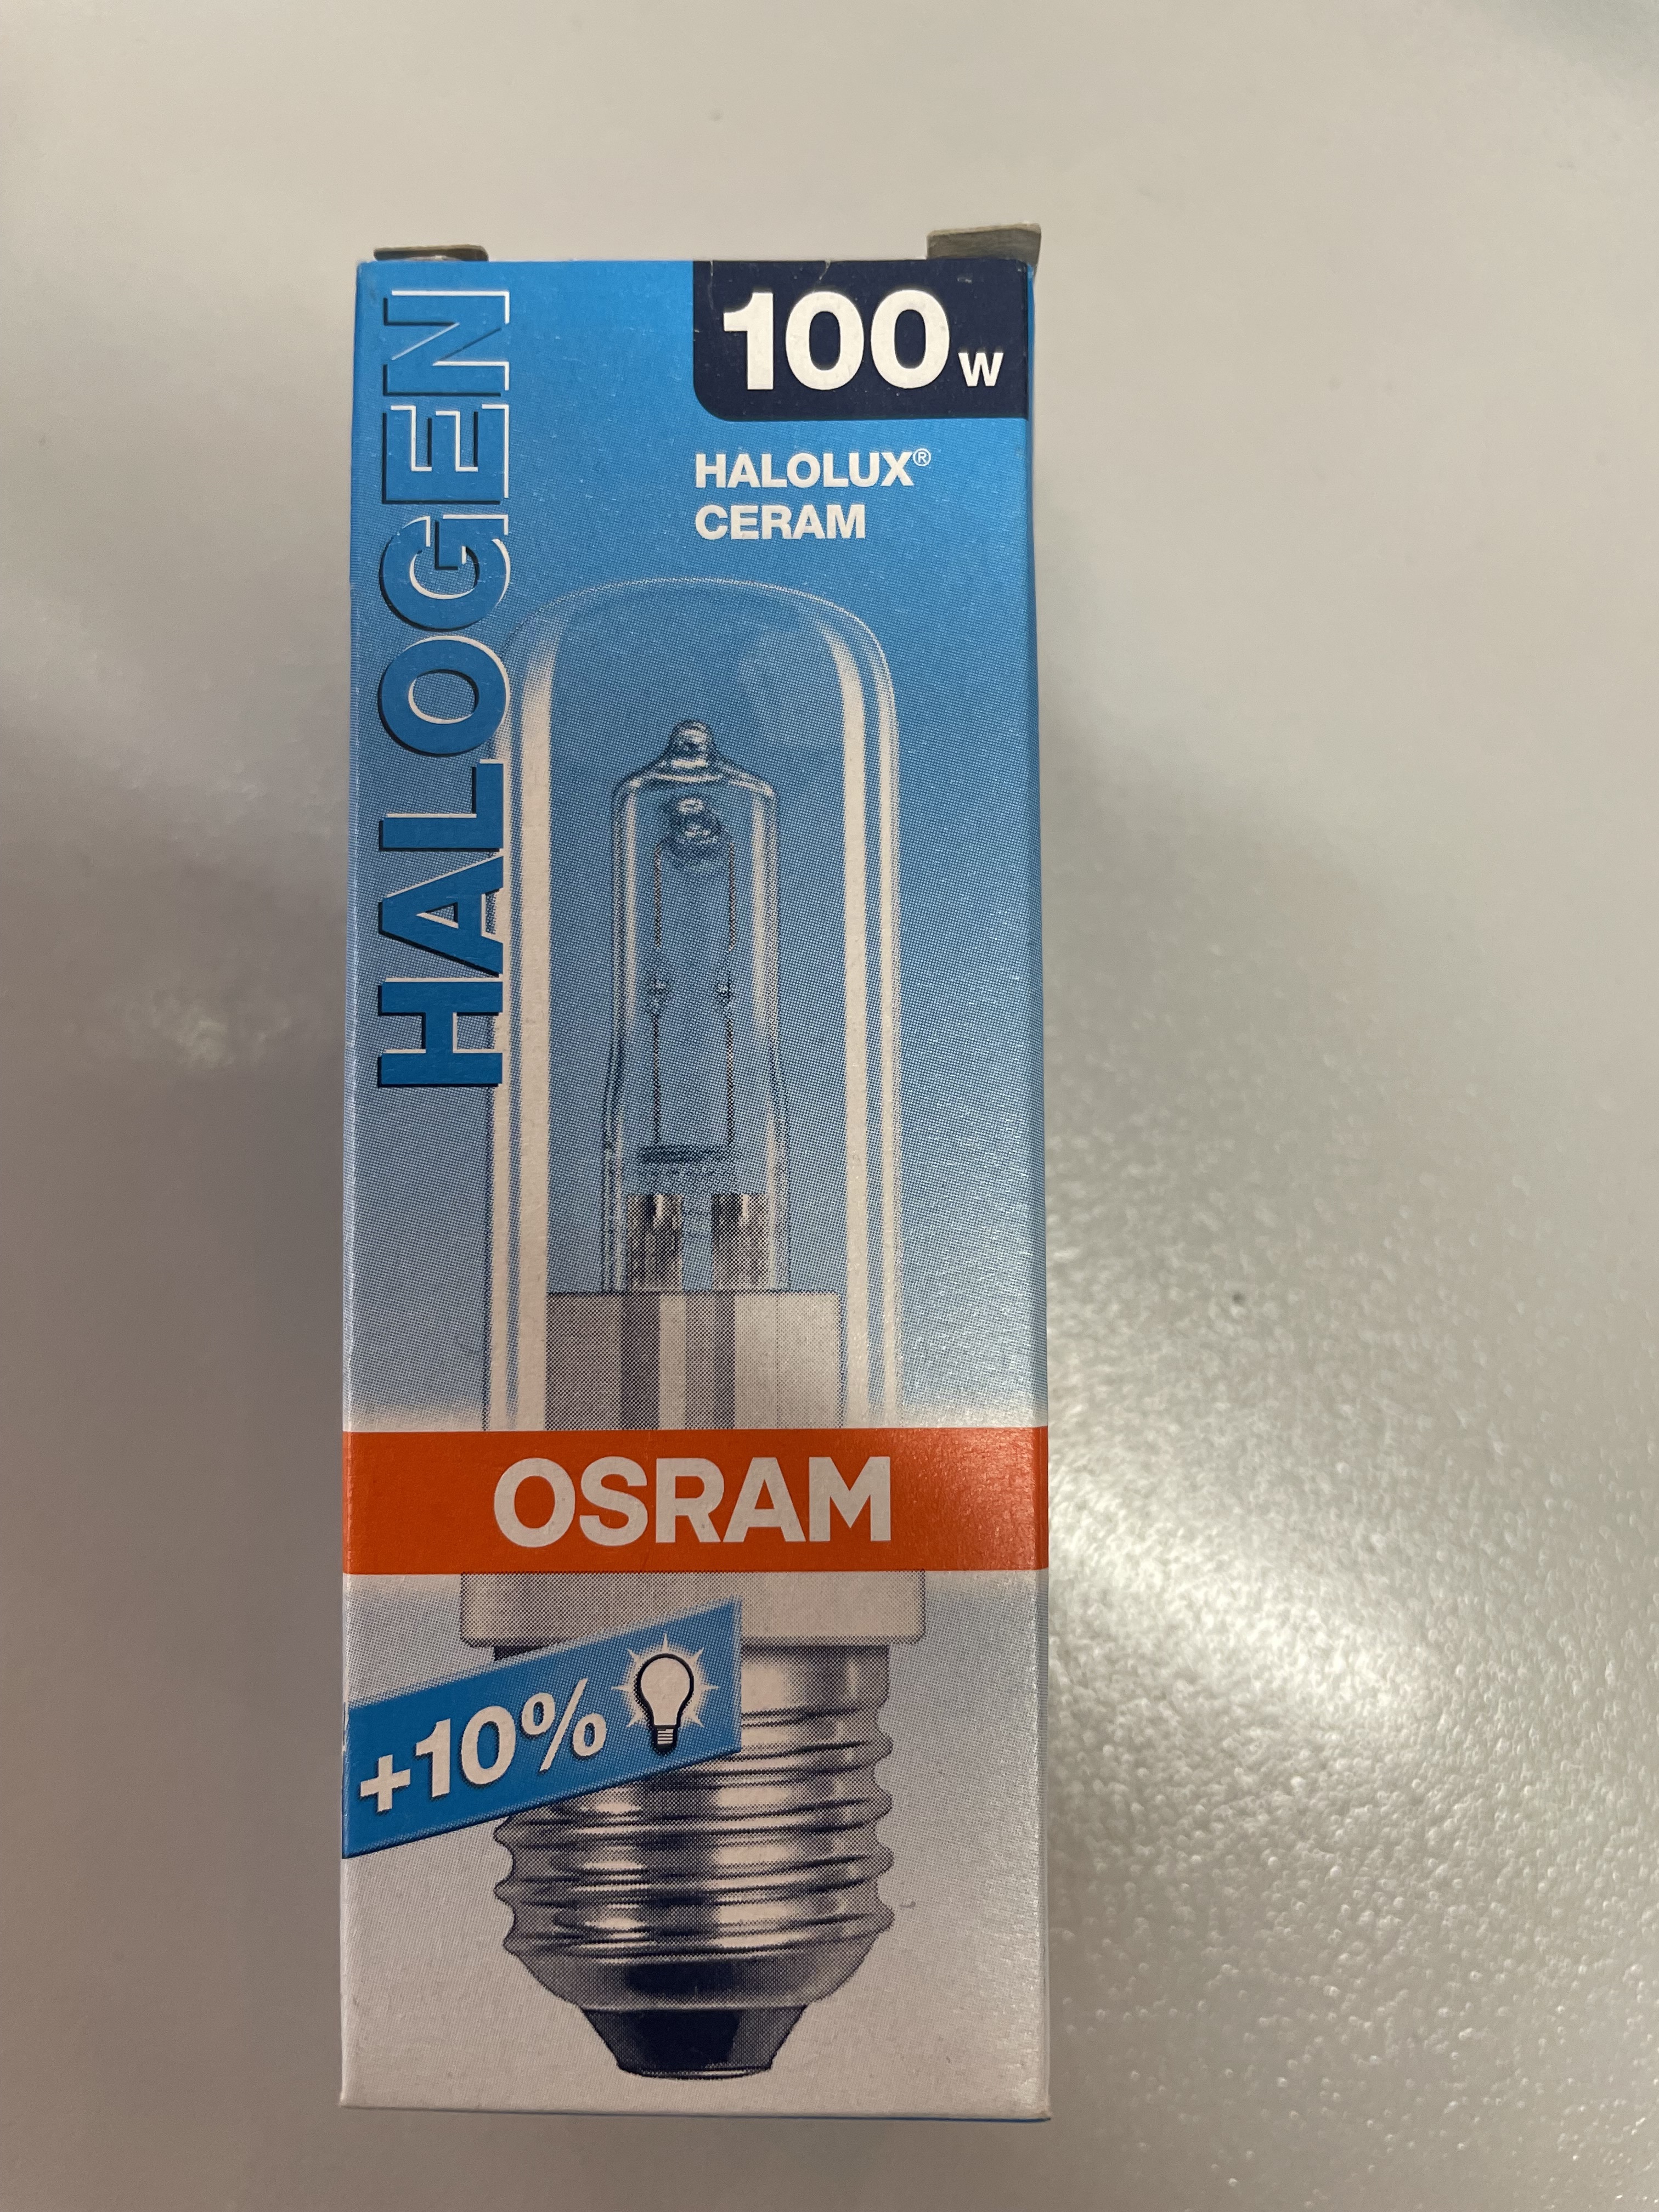 HALOGEN
100W
HALOLUX®
CERAM
OSRAM
+10%